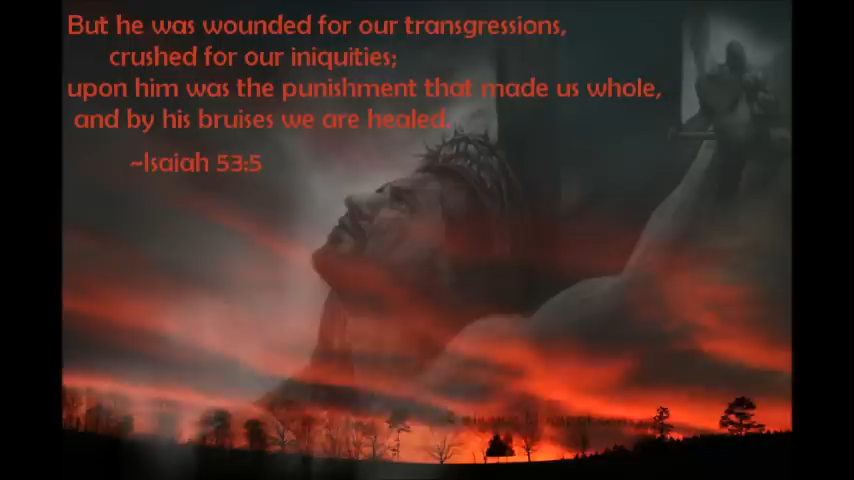 But he was wounded for our transgressions,
crushed for our iniquities;
upon him was the punishment that made us whole,
and by his bruises we are healed.
~Isaiah 53:5